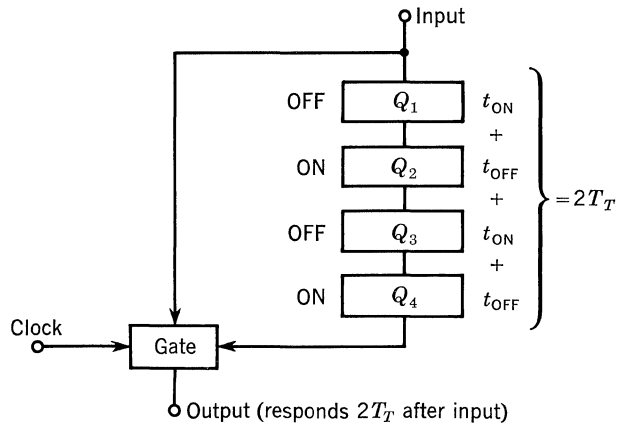 Input
OFF Q1 tON
+
ON Q2 tOFF
+
= 2TT
OFF Q3 tON
+
ON Q4 tOFF
Clock
Gate
Output (responds 2TT after input)